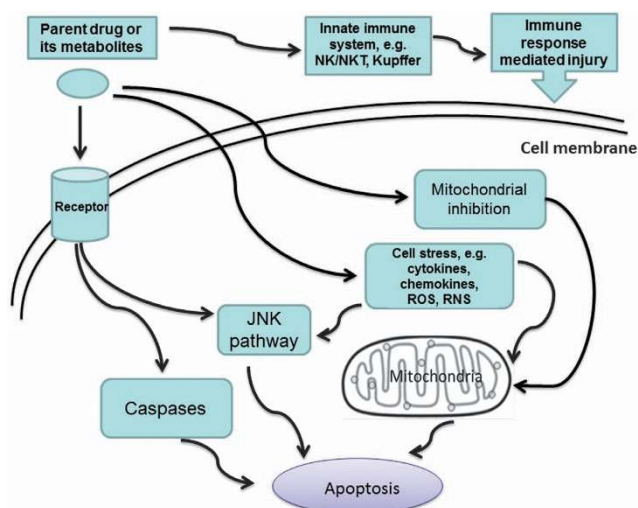 Parent drug or
its metabolites
Innate immune
system, e.g.
NK/NKT, Kupffer
Immune
response
mediated injury
Cell membrane
Receptor
Mitochondrial
inhibition
Cell stress, e.g.
cytokines,
chemokines,
ROS, RNS
JNK
pathway
Mitochondria
Caspases
Apoptosis